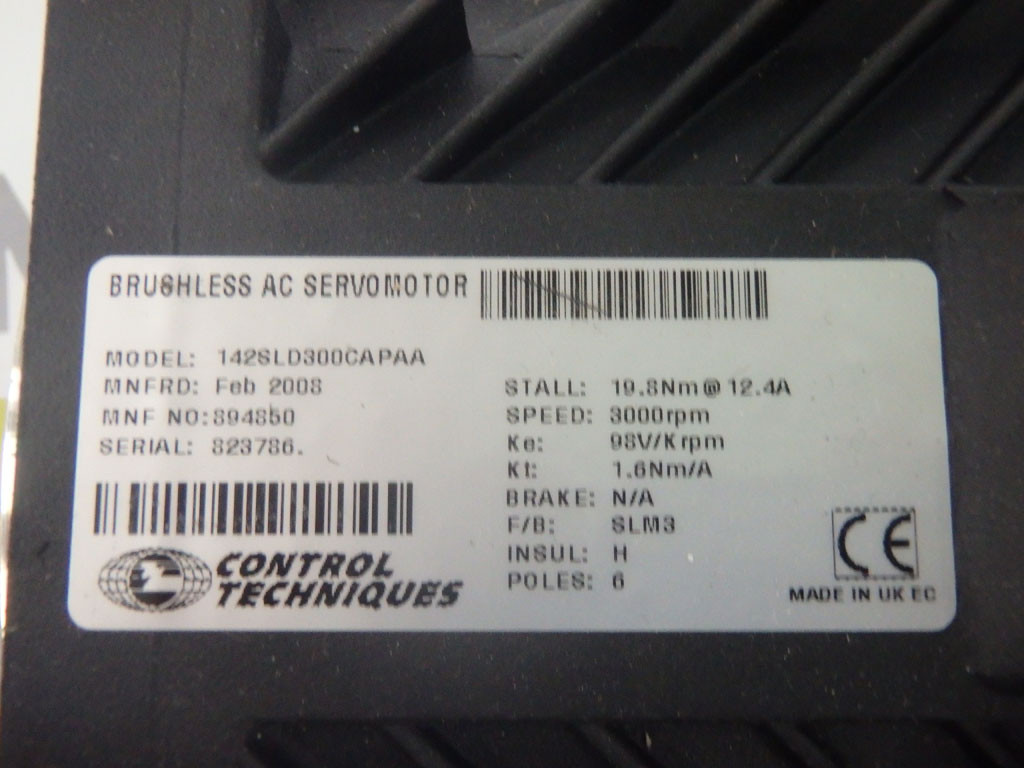 BRUSHLESS AC SERVOMOTOR
MODEL: 142SLD300CAPAA
MNFRD: Feb 2008
MNF NO:894850
SERIAL: 823786.
STALL: 19.8Nm@12.4A
SPEED: 3000rpm
Ke: 98V/Krpm
Kt: 1.6Nm/A
BRAKE: N/A
F/B: SLM3
INSUL: H
POLES: 6
CONTROL
TECHNIQUES
CE
MADE IN UK EC